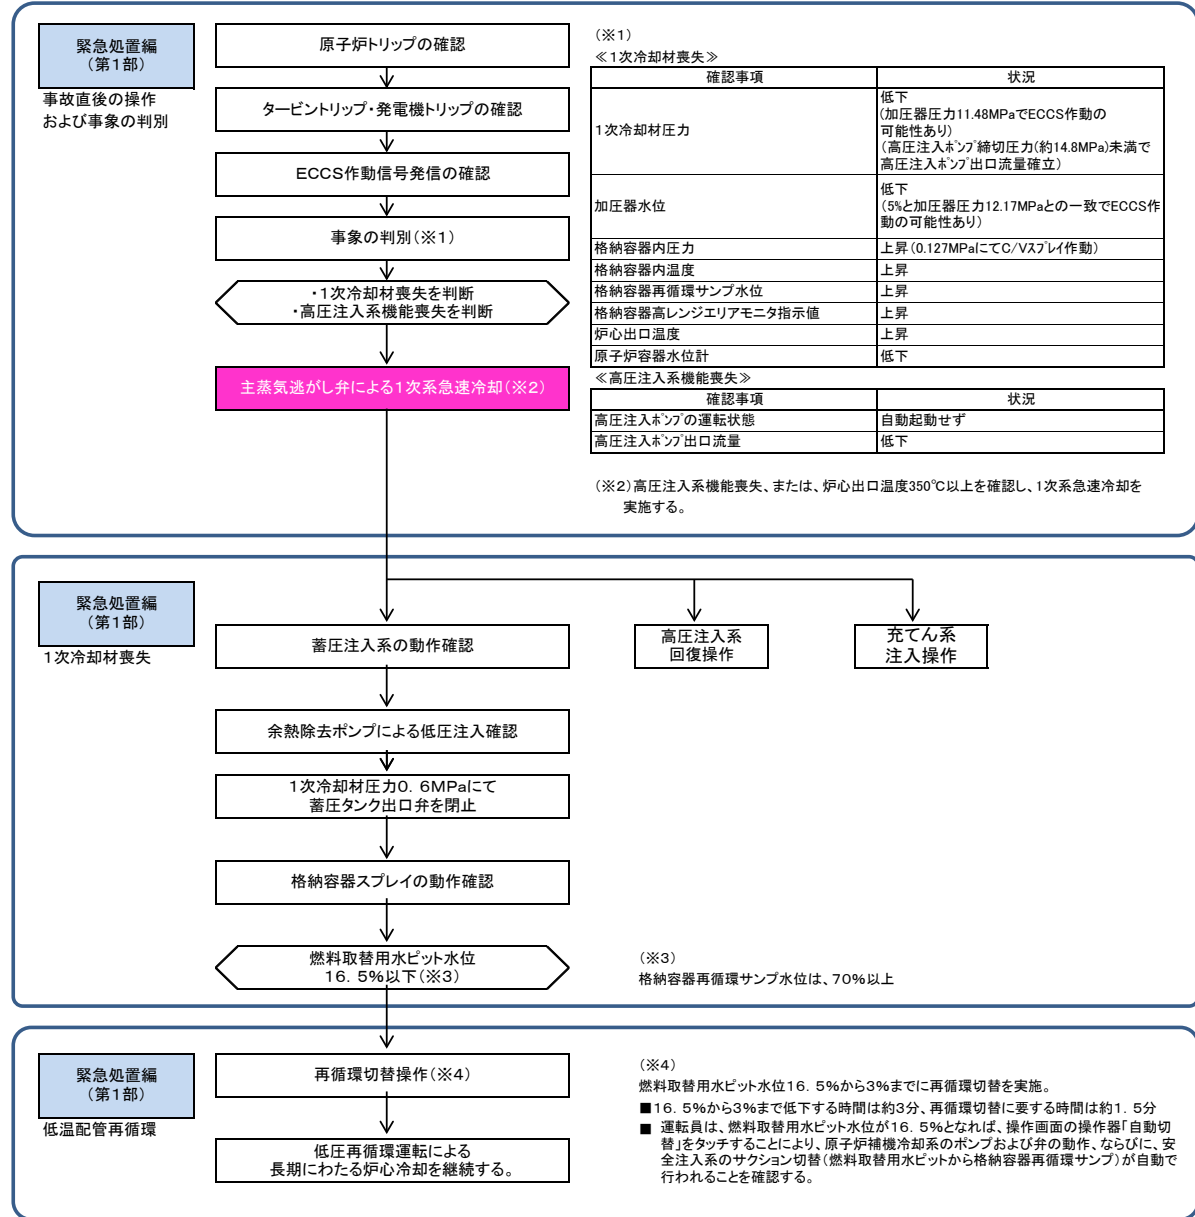 緊急処置編
(第1部)
事故直後の操作
および事象の判別
原子炉トリップの確認
タービントリップ・発電機トリップの確認
ECCS作動信号発信の確認
事象の判別(※1)
・1次冷却材喪失を判断
・高圧注入系機能喪失を判断
主蒸気逃がし弁による1次系急速冷却(※2)
(※1)
≪1次冷却材喪失≫
確認事項 状況
1次冷却材圧力
低下
(加圧器圧力11.48MPaでECCS作動の
可能性あり)
(高圧注入ポンプ締切圧力(約14.8MPa)未満で
高圧注入ポンプ出口流量確立)
加圧器水位
低下
(5%と加圧器圧力12.17MPaとの一致でECCS作
動の可能性あり)
格納容器内圧力 上昇(0.127MPaにてC/Vスプレイ作動)
格納容器内温度 上昇
格納容器再循環サンプ水位 上昇
格納容器高レンジエリアモニタ指示値 上昇
炉心出口温度 上昇
原子炉容器水位計 低下
≪高圧注入系機能喪失≫
確認事項 状況
高圧注入ポンプの運転状態 自動起動せず
高圧注入ポンプ出口流量 低下
(※2)高圧注入系機能喪失、または、炉心出口温度350℃以上を確認し、1次系急速冷却を
実施する。
緊急処置編
(第1部)
1次冷却材喪失
蓄圧注入系の動作確認
高圧注入系
回復操作
充てん系
注入操作
余熱除去ポンプによる低圧注入確認
1次冷却材圧力0.6MPaにて
蓄圧タンク出口弁を閉止
格納容器スプレイの動作確認
燃料取替用水ピット水位
16.5%以下(※3)
(※3)
格納容器再循環サンプ水位は、70%以上
緊急処置編
(第1部)
低温配管再循環
再循環切替操作(※4)
低圧再循環運転による
長期にわたる炉心冷却を継続する。
(※4)
燃料取替用水ピット水位16.5%から3%までに再循環切替を実施。
■16.5%から3%まで低下する時間は約3分、再循環切替に要する時間は約1.5分
■ 運転員は、燃料取替用水ピット水位が16.5%となれば、操作画面の操作器「自動切
替」をタッチすることにより、原子炉補機冷却系のポンプおよび弁の動作、ならびに、安
全注入系のサクション切替(燃料取替用水ピットから格納容器再循環サンプ)が自動で
行われることを確認する。